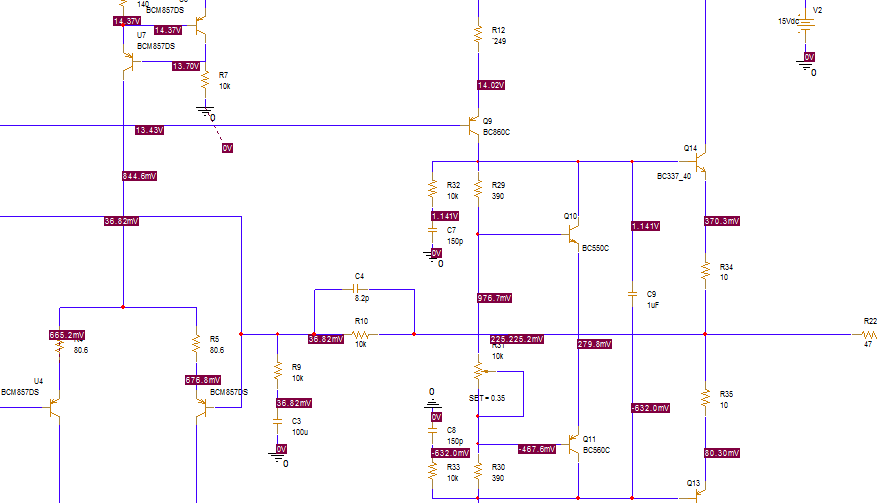 140
BCM857DS
V2
14.37V
14.37V
15Vdc
U7
BCM857DS
R12
~249
0V
0
13.70V
R7
10k
14.02V
0
13.43V
Q9
BC860C
0V
Q14
BC337_40
844.6mV
R32
10k
R29
390
1.141V
36.82mV
Q10
370.3mV
1.141V
C7
150p
BC550C
0V
0
R34
10
C4
8.2p
976.7mV
C9
1uF
R10
10k
R22
47
665.2mV
36.82mV
225.2
25.2mV
279.8mV
80.6
R5
80.6
R31
10k
R9
10k
U4
676.8mV
BCM857DS
BCM857DS
0
SET = 0.35
R35
10
36.82mV
0V
-632.0mV
C3
100u
C8
150p
Q11
BC560C
0V
0
-632.0mV
-467.6mV
80.30mV
R33
10k
R30
390
Q13